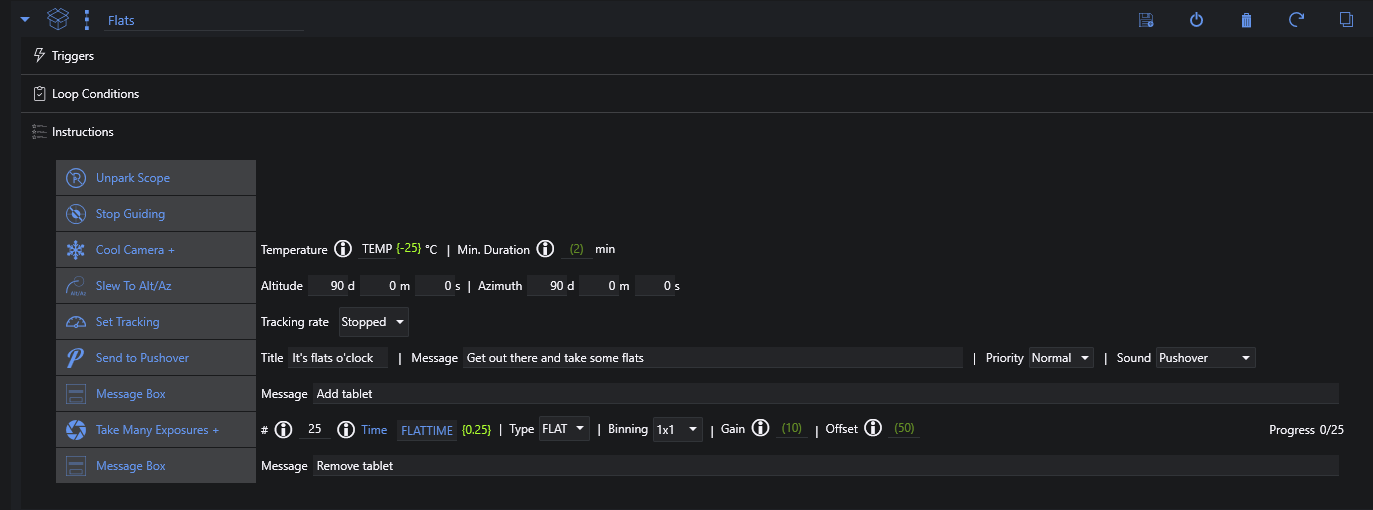 Flats
Triggers
Loop Conditions
Instructions
Unpark Scope
Stop Guiding
Cool Camera + Temperature TEMP {-25} °C | Min. Duration {2} min
Slew To Alt/Az Altitude 90 d 0 m 0 s | Azimuth 90 d 0 m 0 s
Set Tracking Tracking rate Stopped
Send to Pushover Title It's flats o'clock | Message Get out there and take some flats | Priority Normal | Sound Pushover
Message Box Message Add tablet
Take Many Exposures + # 25 Time FLATTIME {0.25} | Type FLAT | Binning 1x1 | Gain {10} | Offset {50} Progress 0/25
Message Box Message Remove tablet